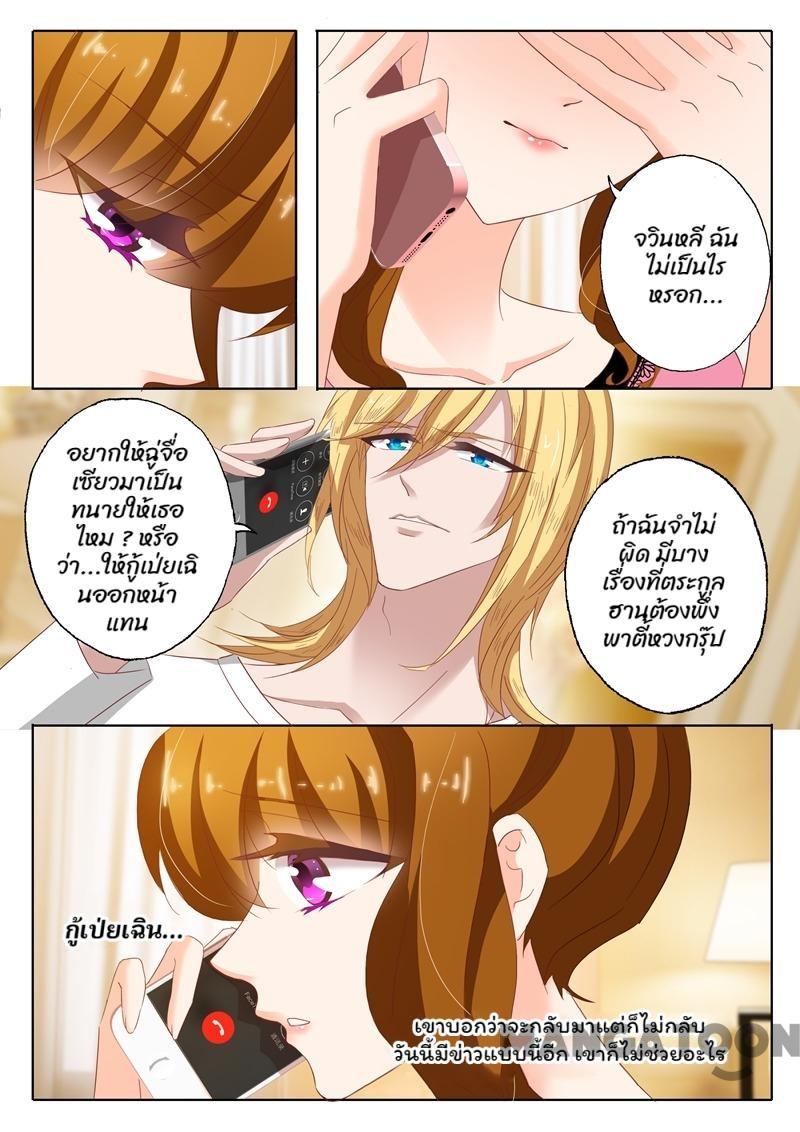 จวินหลี ฉัน
ไม่เป็นไร
หรอก...
อยากให้ฉู่จื่อ
เซียวมาเป็น
ทนายให้เธอ
ไหม ? หรือ
ว่า...ให้กู้เป่ยเฉิ
นออกหน้า
แทน
ถ้าฉันจำไม่
ผิด มีบาง
เรื่องที่ตระกูล
ฮานต้องพึ่ง
พาตี้หวงกรุ๊ป
กู้เป่ยเฉิน...
เขาบอกว่าจะกลับมาแต่ก็ไม่กลับ
วันนี้มีข่าวแบบนี้อีก เขาก็ไม่ช่วยอะไร
MANGATOON